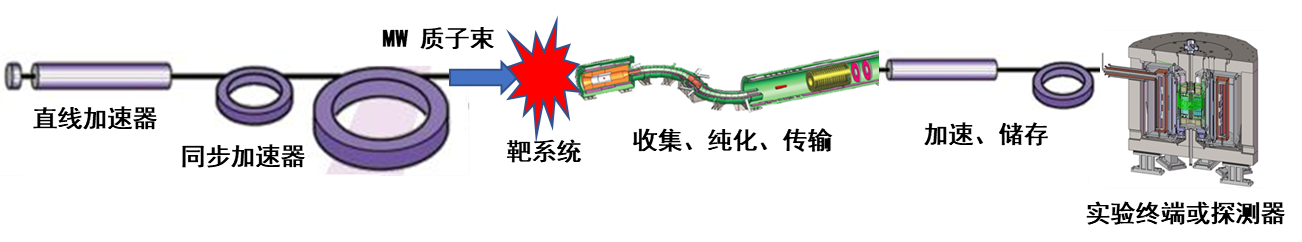 MW 质子束
直线加速器
同步加速器
靶系统
收集、纯化、传输
加速、储存
实验终端或探测器